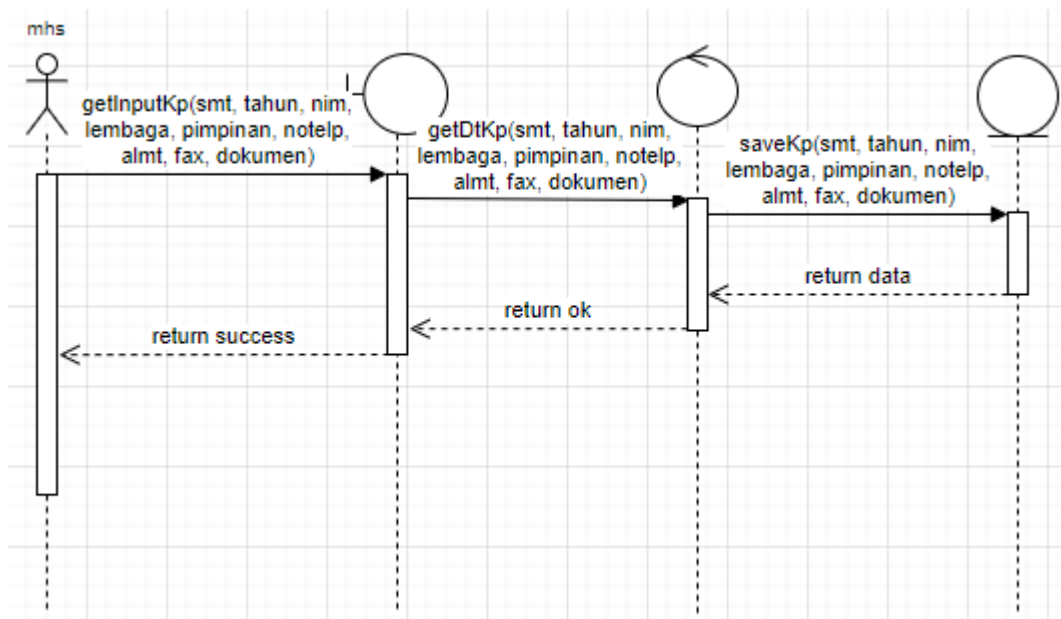 mhs
getInputKp(smt, tahun, nim,
lembaga, pimpinan, notelp,
almt, fax, dokumen)
getDtKp(smt, tahun, nim,
lembaga, pimpinan, notelp,
almt, fax, dokumen)
saveKp(smt, tahun, nim,
lembaga, pimpinan, notelp,
almt, fax, dokumen)
return data
return ok
return success